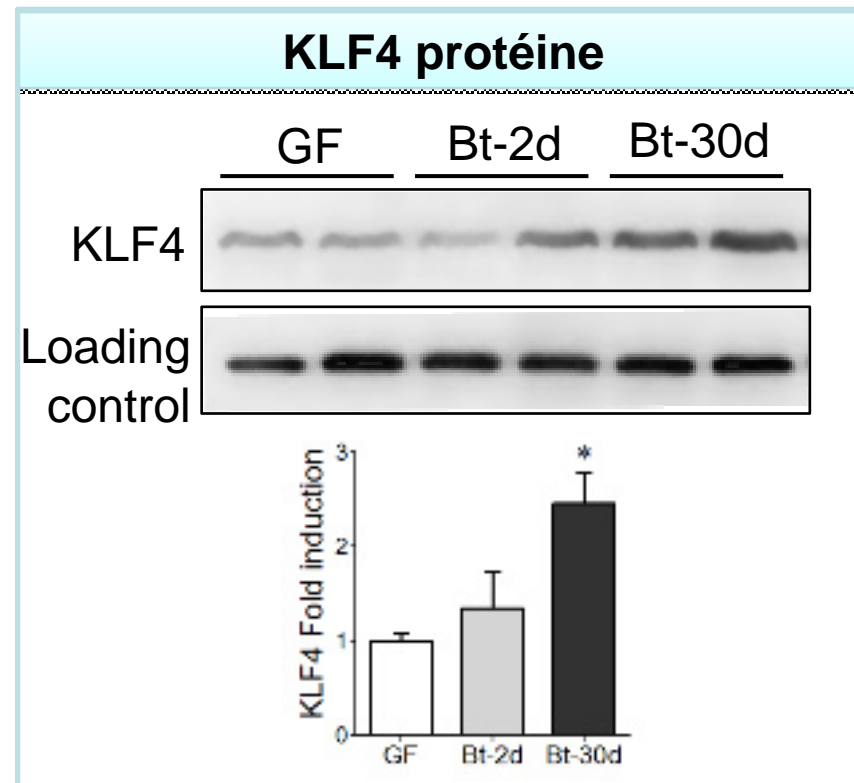 KLF4 protéine
GF Bt-2d Bt-30d
KLF4
Loading
control
KLF4 Fold induction
3
*
2
1
0
GF Bt-2d Bt-30d